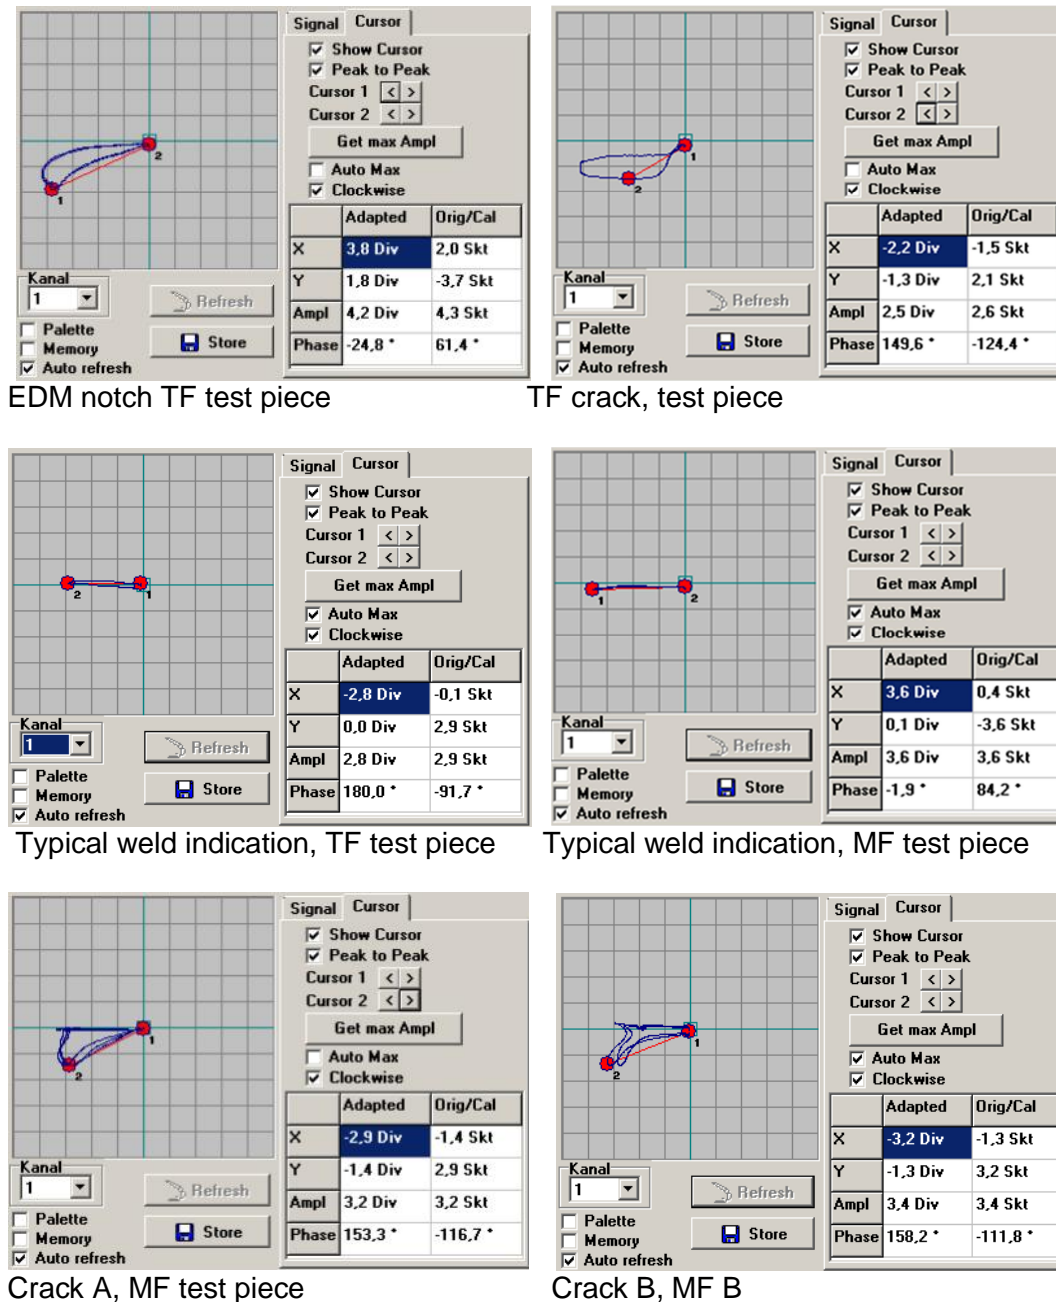 Signal Cursor
Show Cursor
Peak to Peak
Cursor 1 < >
Cursor 2 < >
Get max Ampl
Auto Max
Clockwise
Adapted Orig/Cal
X 3,8 Div 2,0 Skt
Y 1,8 Div -3,7 Skt
Ampl 4,2 Div 4,3 Skt
Phase -24,8 ° 61,4 °
2
1
Kanal
1
Refresh
Palette
Memory
Store
Auto refresh
EDM notch TF test piece
Signal Cursor
Show Cursor
Peak to Peak
Cursor 1 < >
Cursor 2 < >
Get max Ampl
Auto Max
Clockwise
Adapted Orig/Cal
X -2,2 Div -1,5 Skt
Y -1,3 Div 2,1 Skt
Ampl 2,5 Div 2,6 Skt
Phase 149,6 ° -124,4 °
1
2
Kanal
1
Refresh
Palette
Memory
Store
Auto refresh
TF crack, test piece
Signal Cursor
Show Cursor
Peak to Peak
Cursor 1 < >
Cursor 2 < >
Get max Ampl
Auto Max
Clockwise
Adapted Orig/Cal
X -2,8 Div -0,1 Skt
Y 0,0 Div 2,9 Skt
Ampl 2,8 Div 2,9 Skt
Phase 180,0 ° -91,7 °
2 1
Kanal
1
Refresh
Palette
Memory
Store
Auto refresh
Typical weld indication, TF test piece
Signal Cursor
Show Cursor
Peak to Peak
Cursor 1 < >
Cursor 2 < >
Get max Ampl
Auto Max
Clockwise
Adapted Orig/Cal
X 3,6 Div 0,4 Skt
Y 0,1 Div -3,6 Skt
Ampl 3,6 Div 3,6 Skt
Phase -1,9 ° 84,2 °
1 2
Kanal
1
Refresh
Palette
Memory
Store
Auto refresh
Typical weld indication, MF test piece
Signal Cursor
Show Cursor
Peak to Peak
Cursor 1 < >
Cursor 2 < >
Get max Ampl
Auto Max
Clockwise
Adapted Orig/Cal
X -2,9 Div -1,4 Skt
Y -1,4 Div 2,9 Skt
Ampl 3,2 Div 3,2 Skt
Phase 153,3 ° -116,7 °
1
2
Kanal
1
Refresh
Palette
Memory
Store
Auto refresh
Crack A, MF test piece
Signal Cursor
Show Cursor
Peak to Peak
Cursor 1 < >
Cursor 2 < >
Get max Ampl
Auto Max
Clockwise
Adapted Orig/Cal
X -3,2 Div -1,3 Skt
Y -1,3 Div 3,2 Skt
Ampl 3,4 Div 3,4 Skt
Phase 158,2 ° -111,8 °
1
2
Kanal
1
Refresh
Palette
Memory
Store
Auto refresh
Crack B, MF B